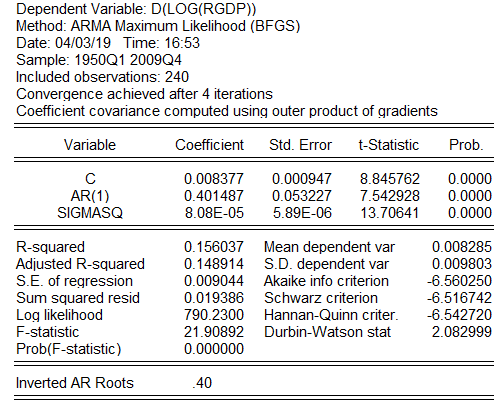 Dependent Variable: D(LOG(RGDP))
Method: ARMA Maximum Likelihood (BFGS)
Date: 04/03/19 Time: 16:53
Sample: 1950Q1 2009Q4
Included observations: 240
Convergence achieved after 4 iterations
Coefficient covariance computed using outer product of gradients
Variable Coefficient Std. Error t-Statistic Prob.
C 0.008377 0.000947 8.845762 0.0000
AR(1) 0.401487 0.053227 7.542928 0.0000
SIGMASQ 8.08E-05 5.89E-06 13.70641 0.0000
R-squared 0.156037 Mean dependent var 0.008285
Adjusted R-squared 0.148914 S.D. dependent var 0.009803
S.E. of regression 0.009044 Akaike info criterion -6.560250
Sum squared resid 0.019386 Schwarz criterion -6.516742
Log likelihood 790.2300 Hannan-Quinn criter. -6.542720
F-statistic 21.90892 Durbin-Watson stat 2.082999
Prob(F-statistic) 0.000000
Inverted AR Roots .40